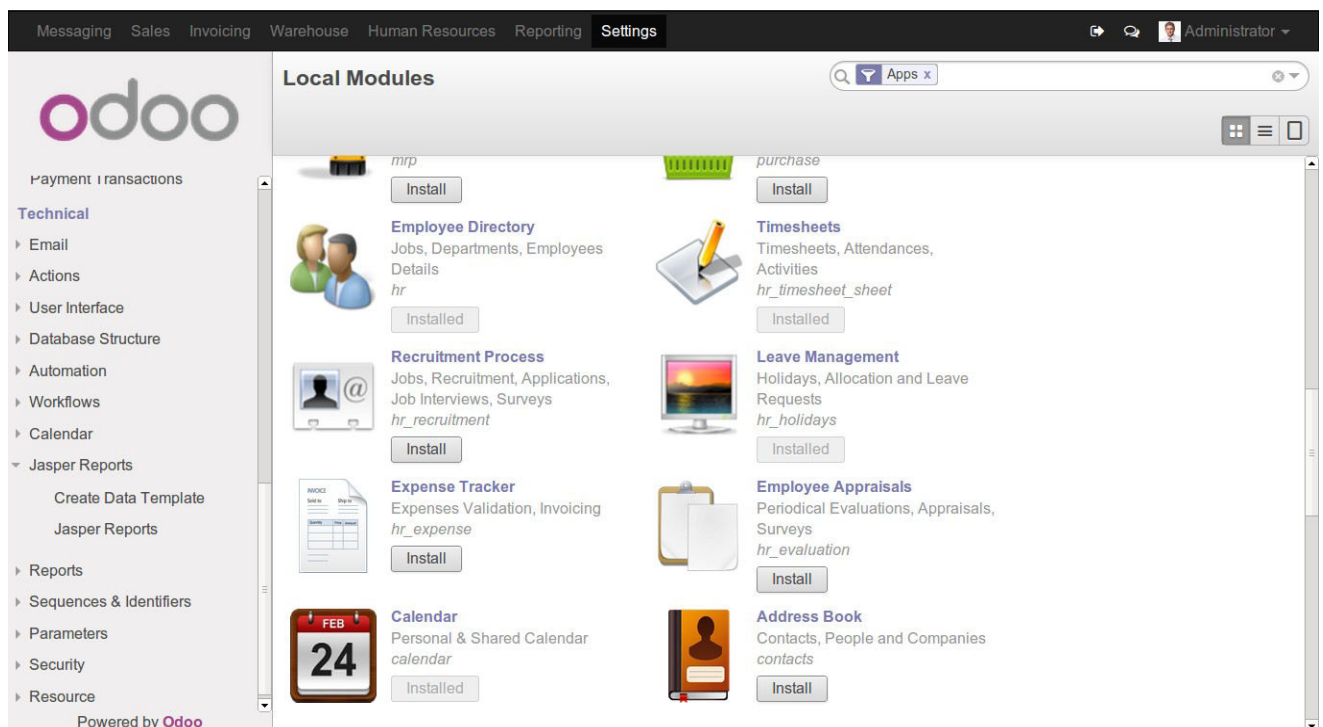 Messaging Sales Invoicing Warehouse Human Resources Reporting Settings Administrator
odoo
Payment Transactions
Technical
Email
Actions
User Interface
Database Structure
Automation
Workflows
Calendar
Jasper Reports
Create Data Template
Jasper Reports
Reports
Sequences & Identifiers
Parameters
Security
Resource
Powered by Odoo
Local Modules
Apps x
mrp
Install
purchase
Install
Employee Directory
Jobs, Departments, Employees
Details
hr
Installed
Timesheets
Timesheets, Attendances,
Activities
hr_timesheet_sheet
Installed
Recruitment Process
Jobs, Recruitment, Applications,
Job Interviews, Surveys
hr_recruitment
Install
Leave Management
Holidays, Allocation and Leave
Requests
hr_holidays
Installed
INVOICE
Expense Tracker
Expenses Validation, Invoicing
hr_expense
Install
Employee Appraisals
Periodical Evaluations, Appraisals,
Surveys
hr_evaluation
Install
FEB
24
Calendar
Personal & Shared Calendar
calendar
Installed
Address Book
Contacts, People and Companies
contacts
Install